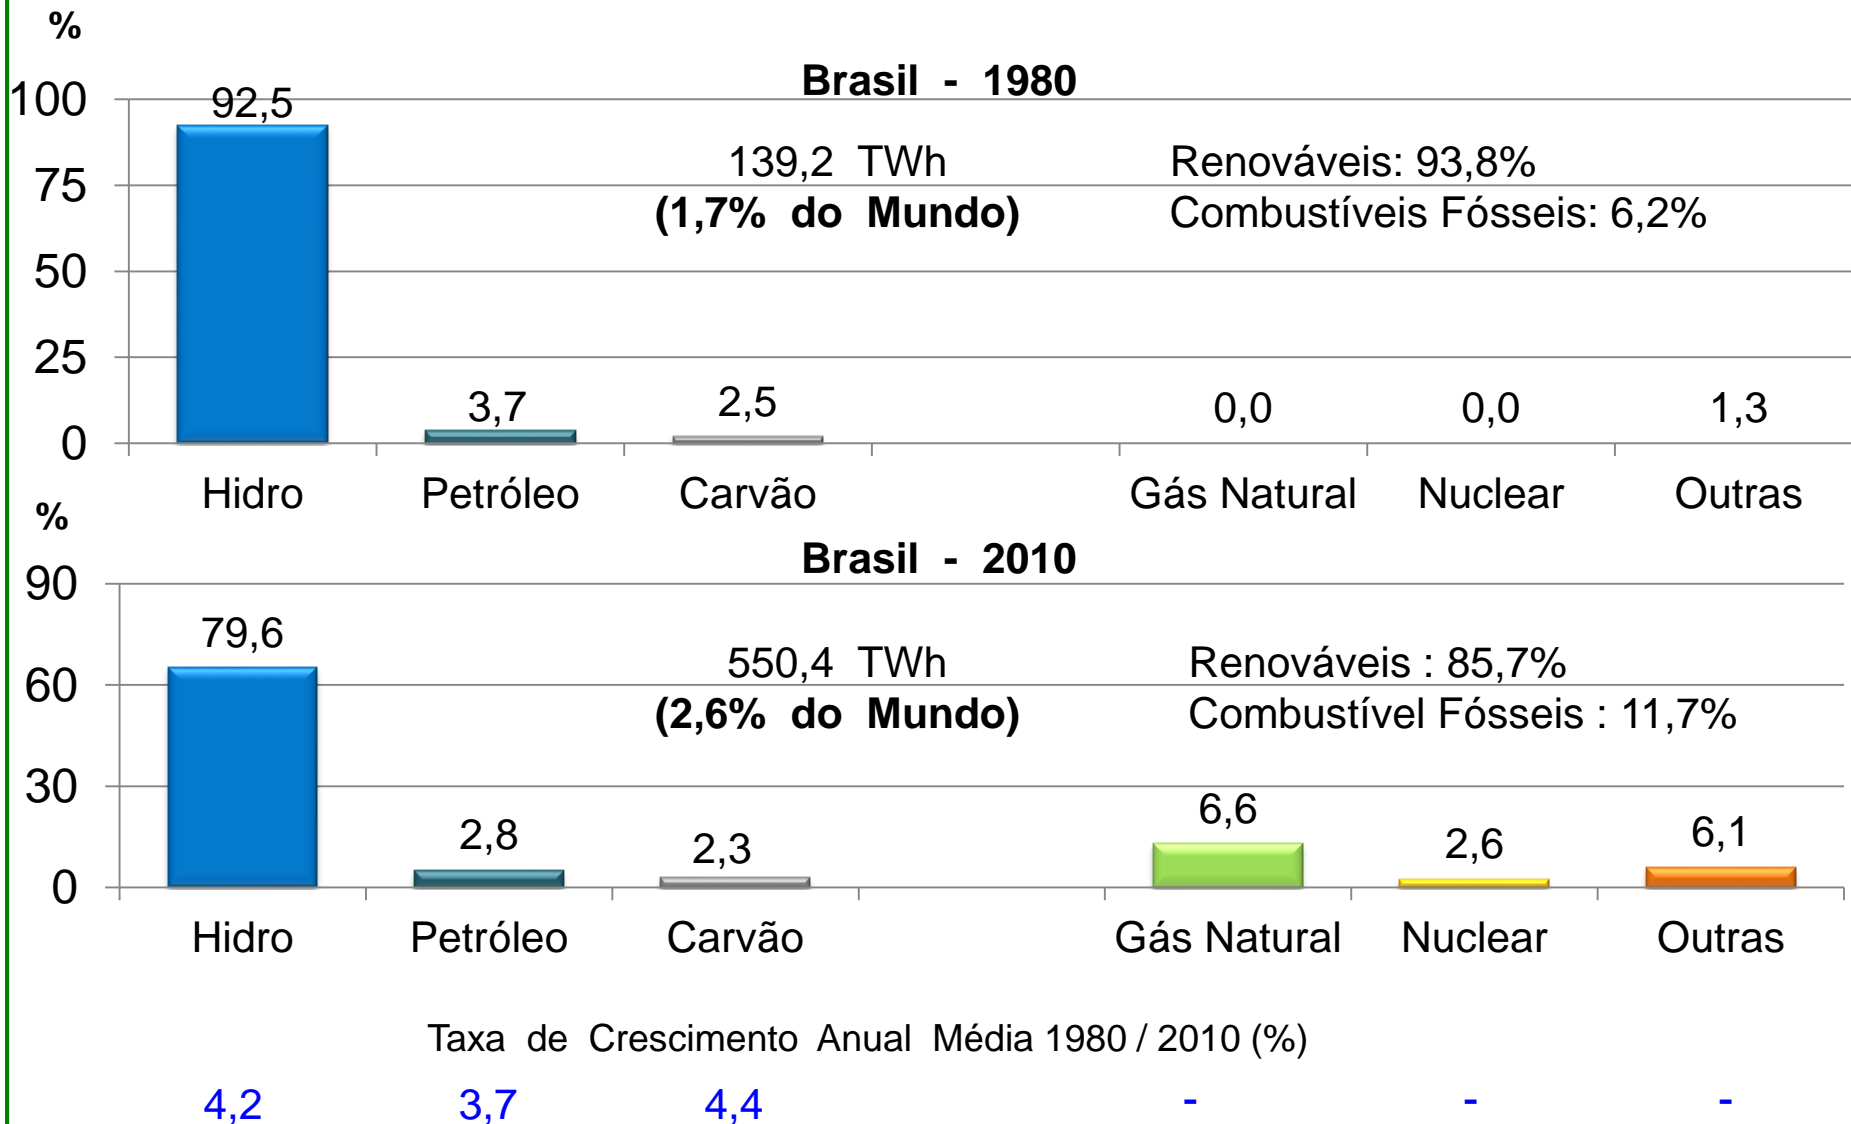 %
Brasil - 1980
100
92,5
139,2 TWh
Renováveis: 93,8%
75
(1,7% do Mundo)
Combustíveis Fósseis: 6,2%
50
25
3,7
2,5
0,0
0,0
1,3
0
Hidro
Petróleo
Carvão
Gás Natural
Nuclear
Outras
%
Brasil - 2010
90
79,6
550,4 TWh
Renováveis : 85,7%
60
(2,6% do Mundo)
Combustível Fósseis : 11,7%
30
2,8
2,3
6,6
2,6
6,1
0
Hidro
Petróleo
Carvão
Gás Natural
Nuclear
Outras
Taxa de Crescimento Anual Média 1980 / 2010 (%)
4,2
3,7
4,4
-
-
-